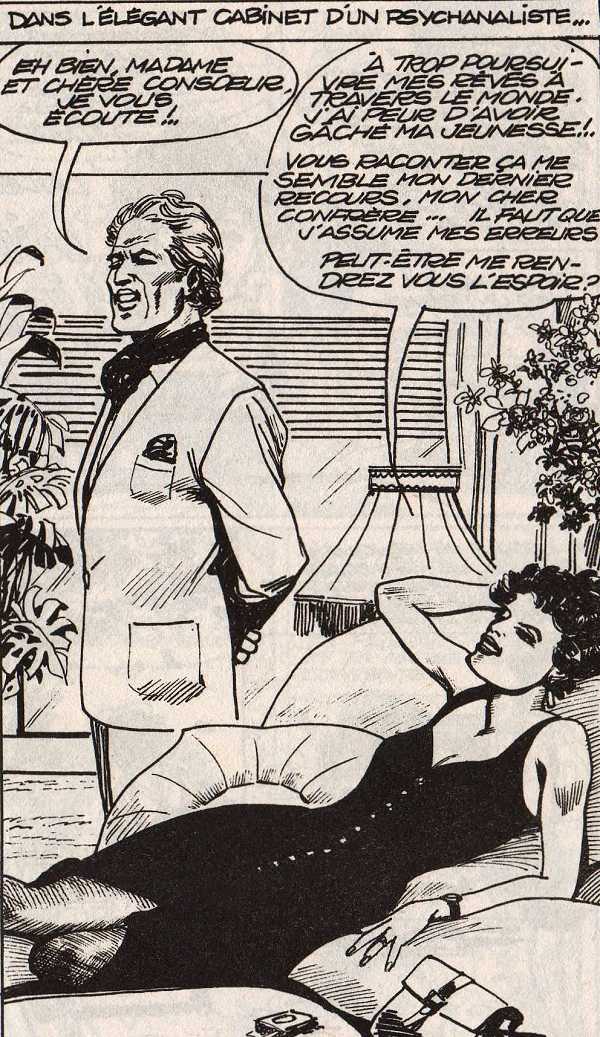 DANS L'ÉLÉGANT CABINET D'UN PSYCHANALISTE...
EH BIEN, MADAME
ET CHÈRE CONSOEUR,
JE VOUS
ÉCOUTE!..
À TROP POURSUI-
VRE MES RÊVES À
TRAVERS LE MONDE.
J'AI PEUR D'AVOIR
GÂCHÉ MA JEUNESSE!..
VOUS RACONTER ÇA ME
SEMBLE MON DERNIER
RECOURS, MON CHER
CONFRÈRE... IL FAUT QUE
J'ASSUME MES ERREURS
PEUT-ÊTRE ME REN-
DREZ VOUS L'ESPOIR?